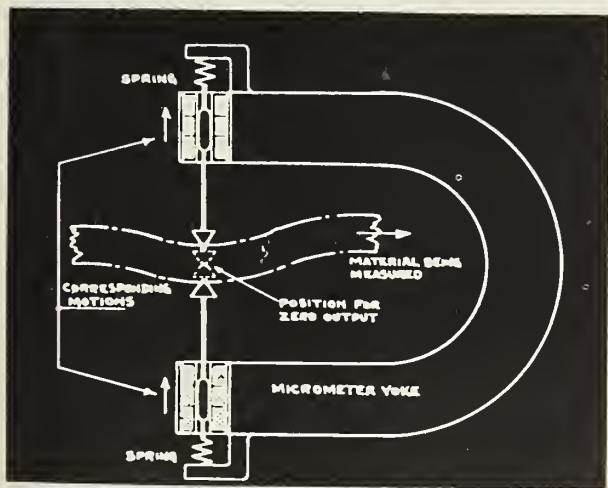 SPRING
MATERIAL BEING
MEASURED
CORRESPONDING
MOTIONS
POSITION FOR
ZERO OUTPUT
MICROMETER YOKE
SPRING